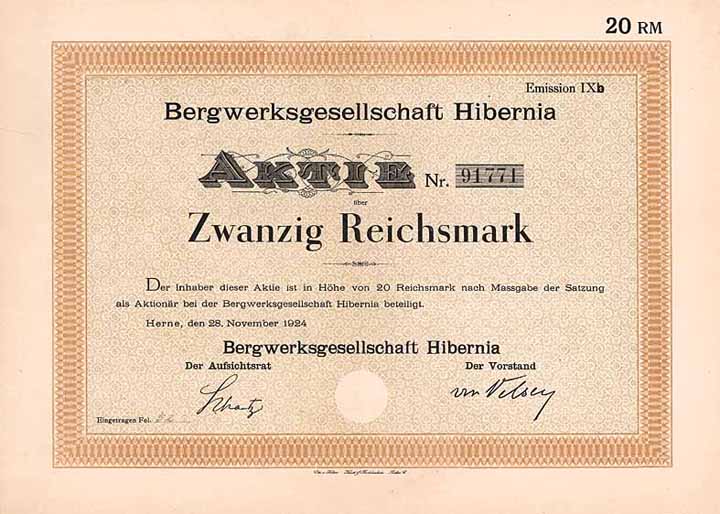 20 RM
Emission IXb
Bergwerksgesellschaft Hibernia
AKTIE Nr. 91771
über
Zwanzig Reichsmark
Der Inhaber dieser Aktie ist in Höhe von 20 Reichsmark nach Massgabe der Satzung
als Aktionär bei der Bergwerksgesellschaft Hibernia beteiligt.
Herne, den 28. November 1924
Bergwerksgesellschaft Hibernia
Der Aufsichtsrat Der Vorstand
von Velsen
Eingetragen Fol.